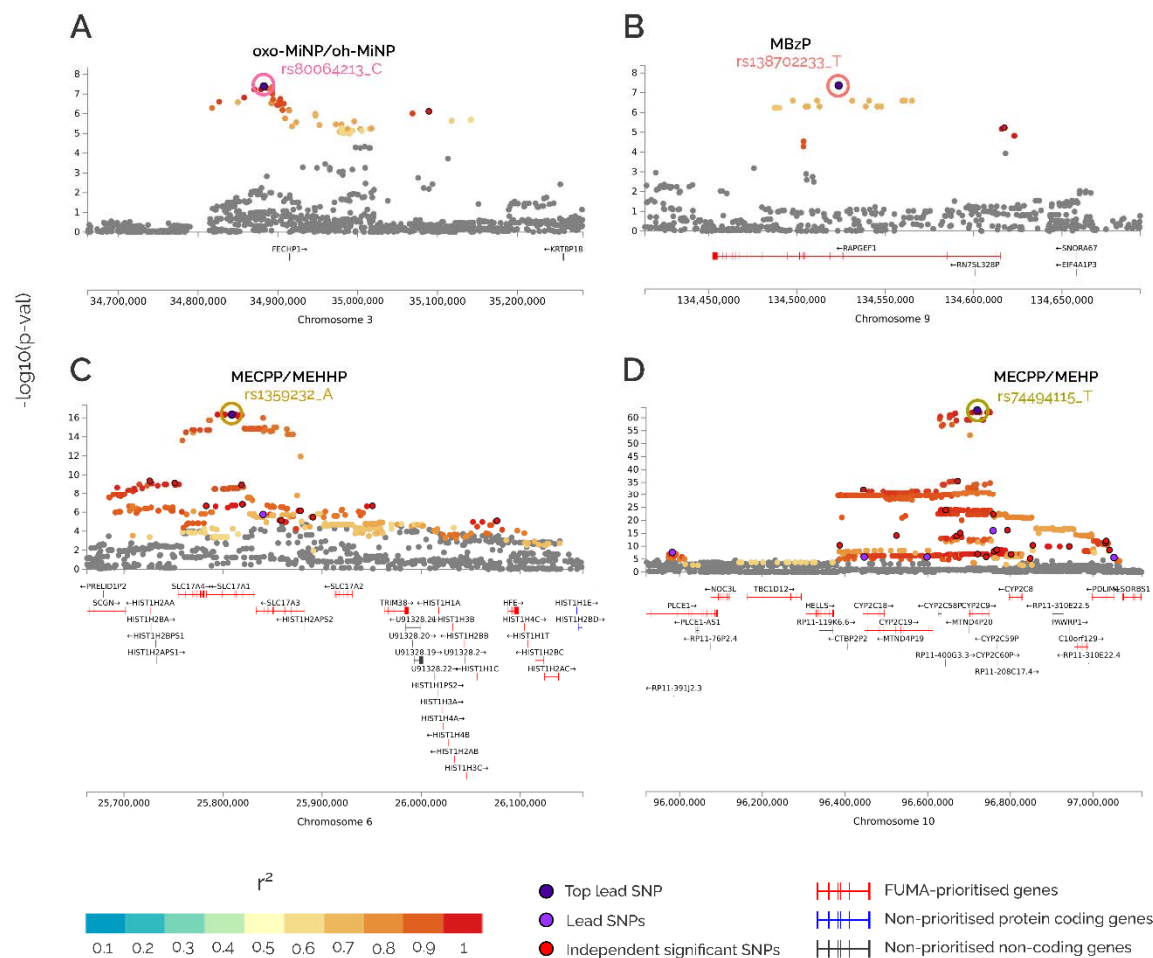 A
oxo-MiNP/oh-MiNP
rs80064213_C
8
7
6
5
4
3
2
1
0
FECHP1→
←KRTBP1B
34,700,000 34,800,000 34,900,000 35,000,000 35,100,000 35,200,000
Chromosome 3
B
MBzP
rs138702233_T
8
7
6
5
4
3
2
1
0
←RAPGEF1
←RN7SL328P
←SNORA67
←EIF4A1P3
134,450,000 134,500,000 134,550,000 134,600,000 134,650,000
Chromosome 9
-log10(p-val)
C
MECPP/MEHHP
rs1359232_A
16
14
12
10
8
6
4
2
0
←PRELID1P2 SLC17A4→ ←SLC17A1 ←SLC17A2 TRIM38→ ←HIST1H1A HFE→ HIST1H1E→
SCGN→ ←HIST1H2AA ←SLC17A3 U91328.21 HIST1H3B HIST1H4C→ HIST1H2BD→
HIST1H2BA→ ←HIST1H2APS2 U91328.20→ ←HIST1H2BB ←HIST1H1T
←HIST1H2BPS1 U91328.19→ U91328.2→ ←HIST1H2BC
HIST1H2APS1→ U91328.22→ ←HIST1H1C HIST1H2AC→
HIST1H1PS2→
HIST1H3A→
HIST1H4A→
←HIST1H4B
←HIST1H2AB
HIST1H3C→
25,700,000 25,800,000 25,900,000 26,000,000 26,100,000
Chromosome 6
D
MECPP/MEHP
rs74494115_T
60
55
50
45
40
35
30
25
20
15
10
5
0
←NOC3L TBC1D12→ CYP2C18→ ←CYP2C8 ←PDLIM1
PLCE1→ HELLS→ CYP2C19→ ←CYP2C58P CYP2C9→ ←RP11-310E22.5 ←SORBS1
←PLCE1-AS1 RP11-119K6.6→ ←MTND4P19 ←MTND4P20 PAWRP1→
←RP11-76P2.4 ←CTBP2P2 ←CYP2C59P C10orf129→
RP11-400G3.3→ CYP2C60P ←RP11-310E22.4
RP11-208C17.4→
←RP11-391J2.3
96,000,000 96,200,000 96,400,000 96,600,000 96,800,000 97,000,000
Chromosome 10
r²
0.1 0.2 0.3 0.4 0.5 0.6 0.7 0.8 0.9 1
Top lead SNP
Lead SNPs
Independent significant SNPs
FUMA-prioritised genes
Non-prioritised protein coding genes
Non-prioritised non-coding genes